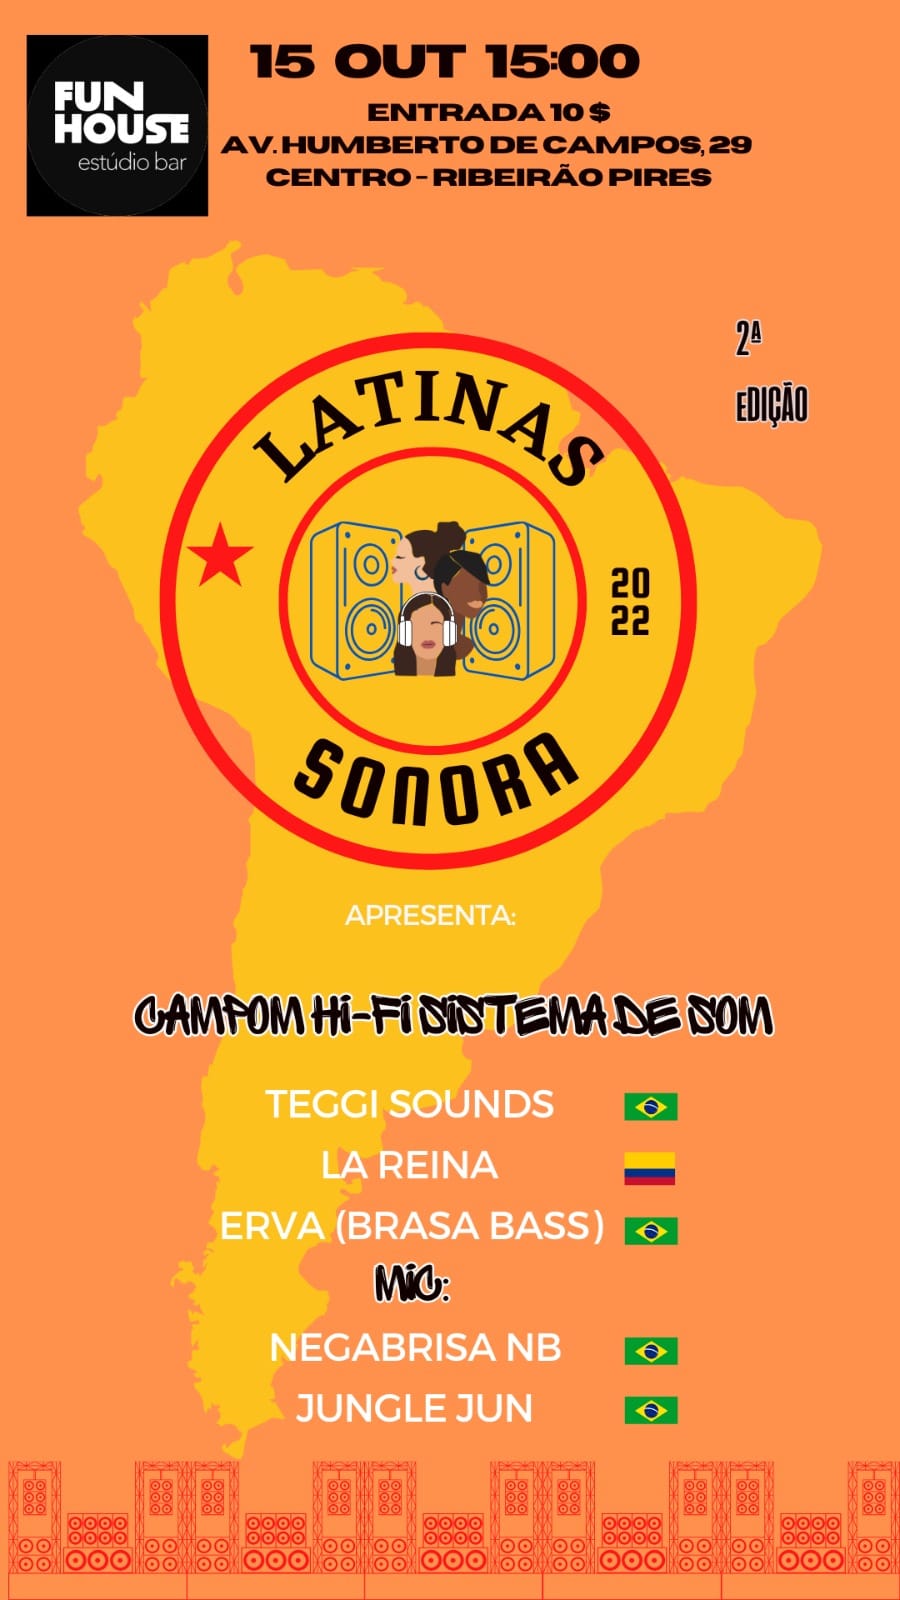 FUN
HOUSE
estúdio bar
15 OUT 15:00
ENTRADA 10 $
AV. HUMBERTO DE CAMPOS, 29
CENTRO - RIBEIRÃO PIRES
2ª
EDIÇÃO
LATINAS
20
22
SONORA
APRESENTA:
CAMPOM HI-FI SISTEMA DE SOM
TEGGI SOUNDS
LA REINA
ERVA (BRASA BASS)
MIC:
NEGABRISA NB
JUNGLE JUN